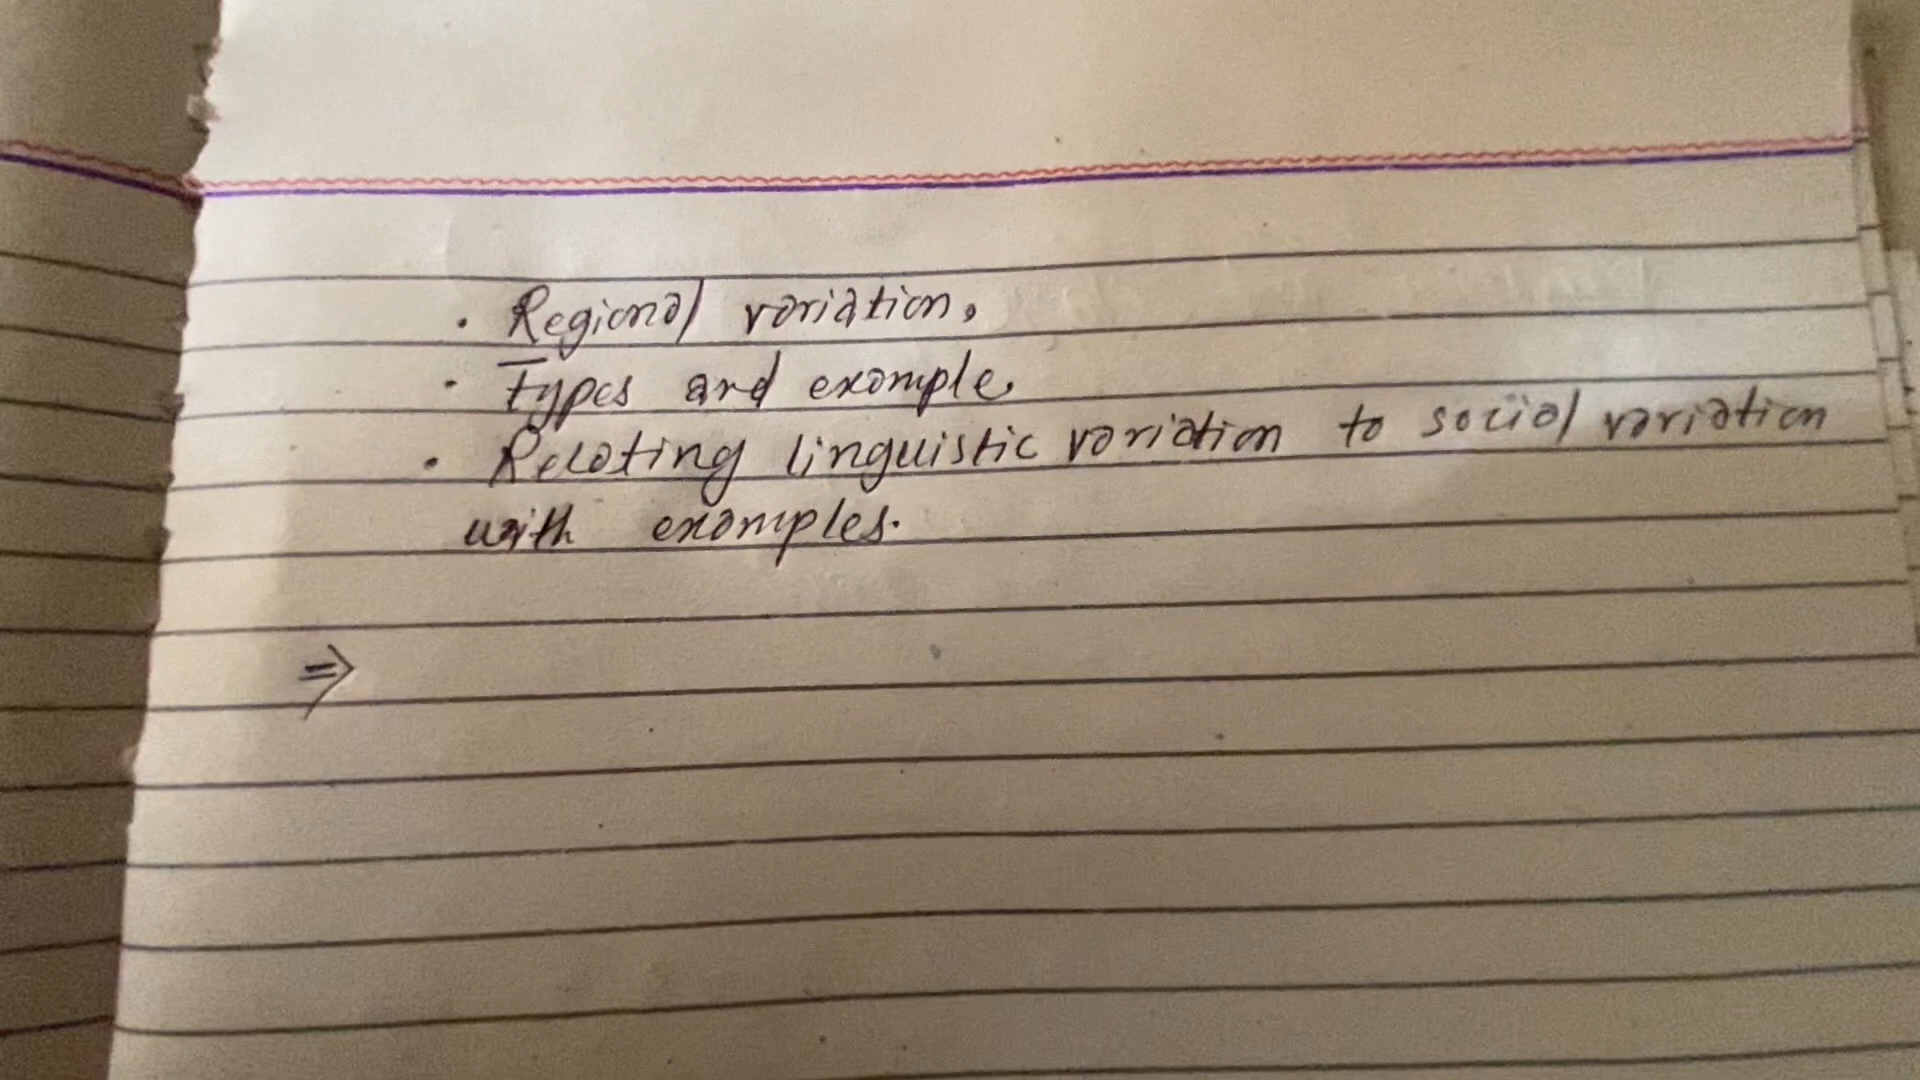 • Regional variation.
• Types and example.
• Relating linguistic variation to social variation
with examples.
⇒